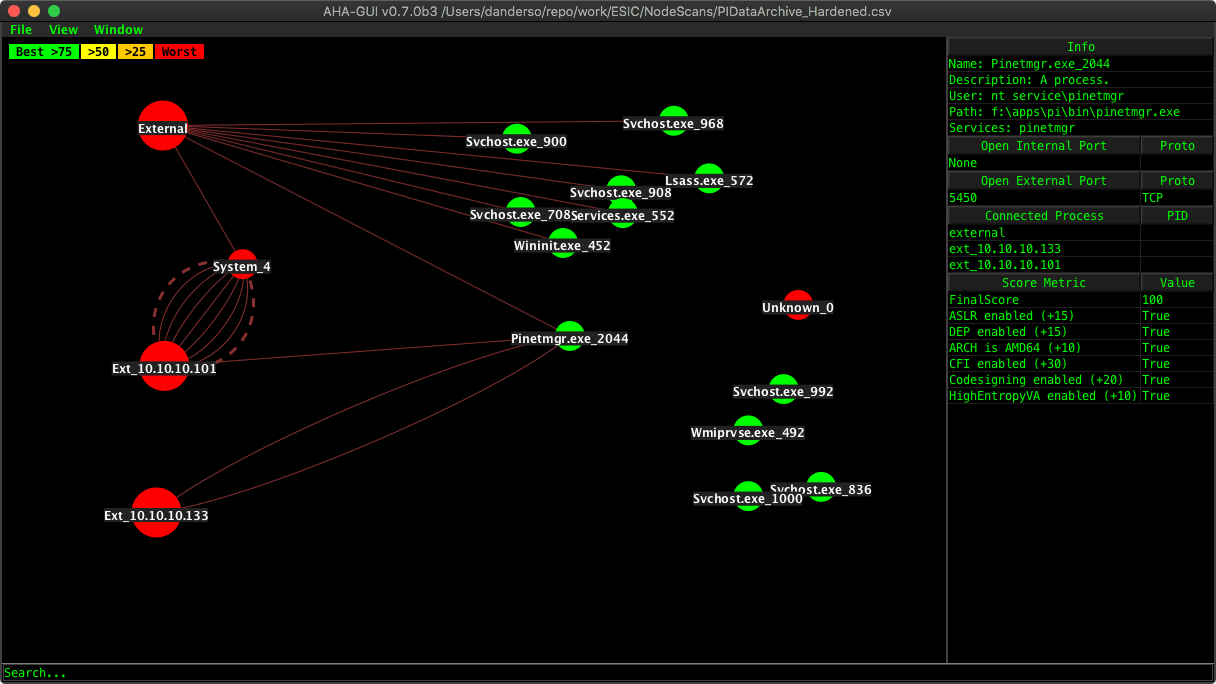 AHA-GUI v0.7.0b3 /Users/danderso/repo/work/ESIC/NodeScans/PIDataArchive_Hardened.csv
File View Window
Best >75 >50 >25 Worst
External
Svchost.exe_968
Svchost.exe_900
Lsass.exe_572
Svchost.exe_908
Svchost.exe_708
Services.exe_552
Wininit.exe_452
System_4
Unknown_0
Pinetmgr.exe_2044
Ext_10.10.10.101
Svchost.exe_992
Wmiprvse.exe_492
Svchost.exe_836
Svchost.exe_1000
Ext_10.10.10.133
Info
Name: Pinetmgr.exe_2044
Description: A process.
User: nt service\pinetmgr
Path: f:\apps\pi\bin\pinetmgr.exe
Services: pinetmgr
Open Internal Port Proto
None
Open External Port Proto
5450 TCP
Connected Process PID
external
ext_10.10.10.133
ext_10.10.10.101
Score Metric Value
FinalScore 100
ASLR enabled (+15) True
DEP enabled (+15) True
ARCH is AMD64 (+10) True
CFI enabled (+30) True
Codesigning enabled (+20) True
HighEntropyVA enabled (+10) True
Search...